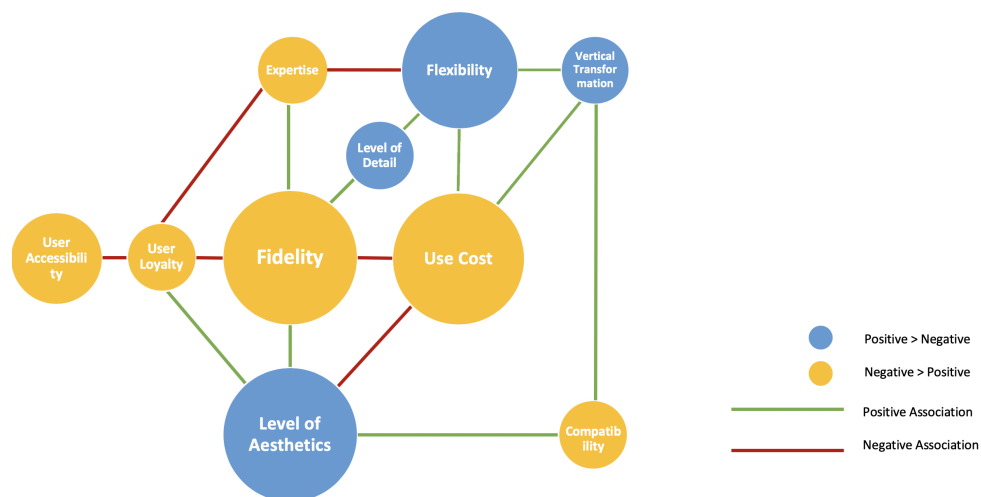 Expertise
Flexibility
Vertical
Transfor
mation
Level of
Detail
User
Accessibili
ty
User
Loyalty
Fidelity
Use Cost
Level of
Aesthetics
Compatib
ility
Positive > Negative
Negative > Positive
Positive Association
Negative Association